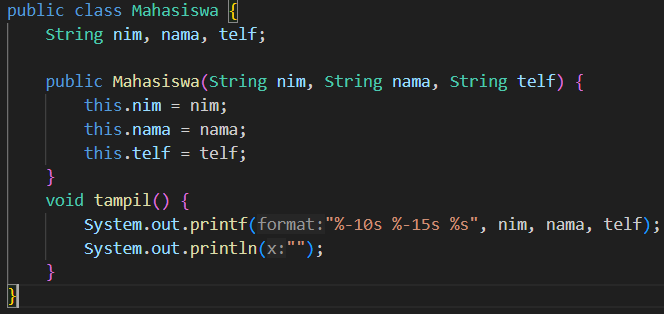 public class Mahasiswa {
    String nim, nama, telf;

    public Mahasiswa(String nim, String nama, String telf) {
        this.nim = nim;
        this.nama = nama;
        this.telf = telf;
    }
    void tampil() {
        System.out.printf(format:"%-10s %-15s %s", nim, nama, telf);
        System.out.println(x:"");
    }
}